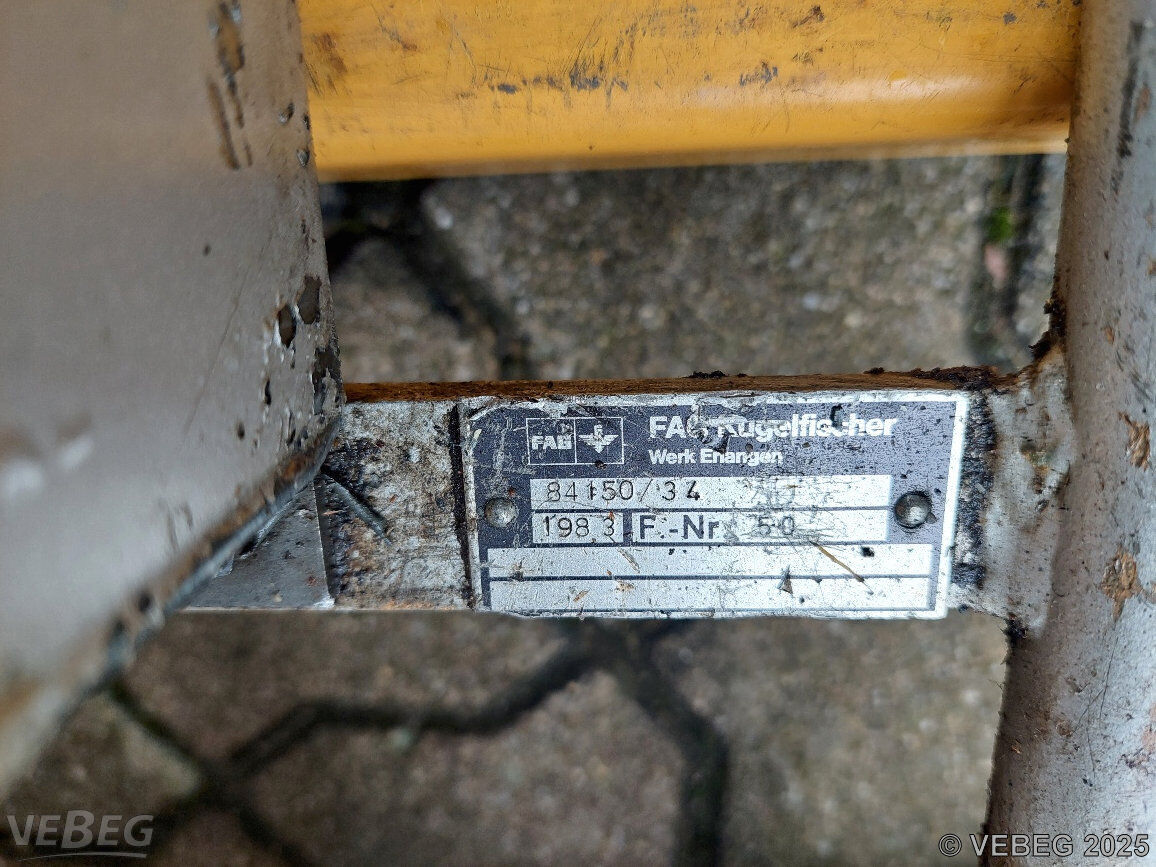 FAG
FAG Kugelfischer
Werk Erlangen
84150/34
1983 F.-Nr. 50
VEBEG
© VEBEG 2025